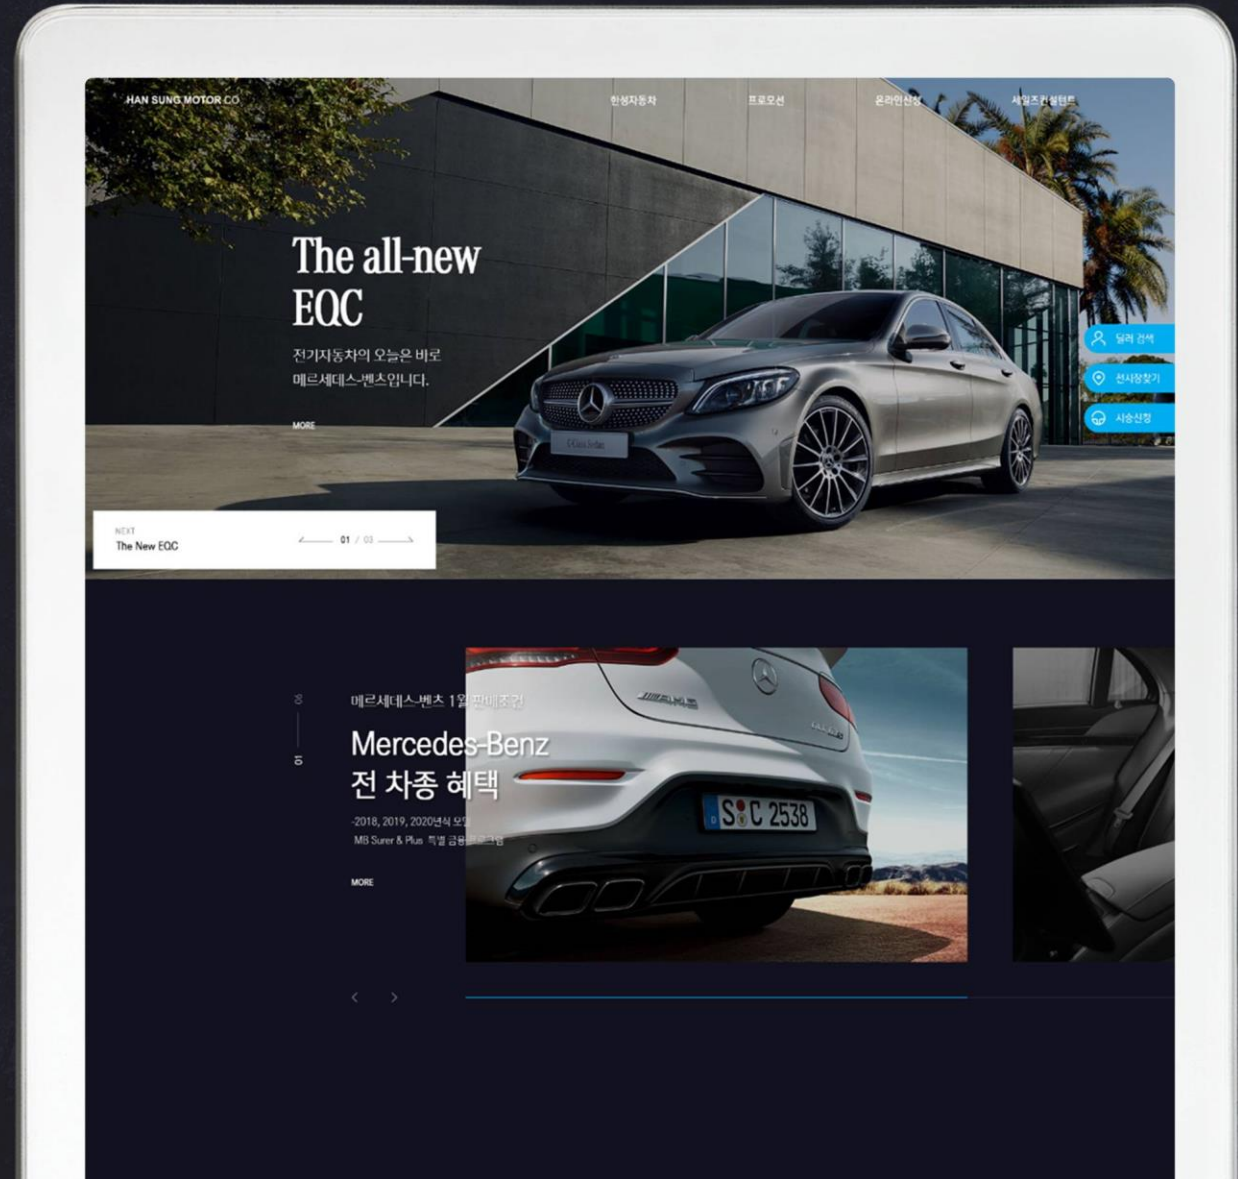 HAN SUNG MOTOR CO
한성자동차
프로모션
온라인신청
세일즈컨설턴트
The all-new
EQC
전기자동차의 오늘은 바로
메르세데스-벤츠입니다.
MORE
딜러 검색
전시장찾기
시승신청
C-Class Sedan
NEXT
The New EQC
01 / 03
06
01
메르세데스-벤츠 1월 판매조건
Mercedes-Benz
전 차종 혜택
-2018, 2019, 2020년식 모델
MB Surer & Plus 특별 금융프로그램
MORE
AMG
S C 2538